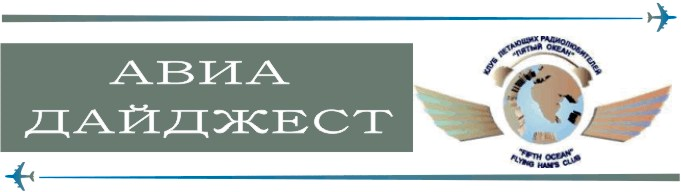 АВИА
ДАЙДЖЕСТ
КЛУБ ЛЕТАЮЩИХ РАДИОЛЮБИТЕЛЕЙ
"ПЯТЫЙ ОКЕАН"
"FIFTH OCEAN"
FLYING HAM'S CLUB